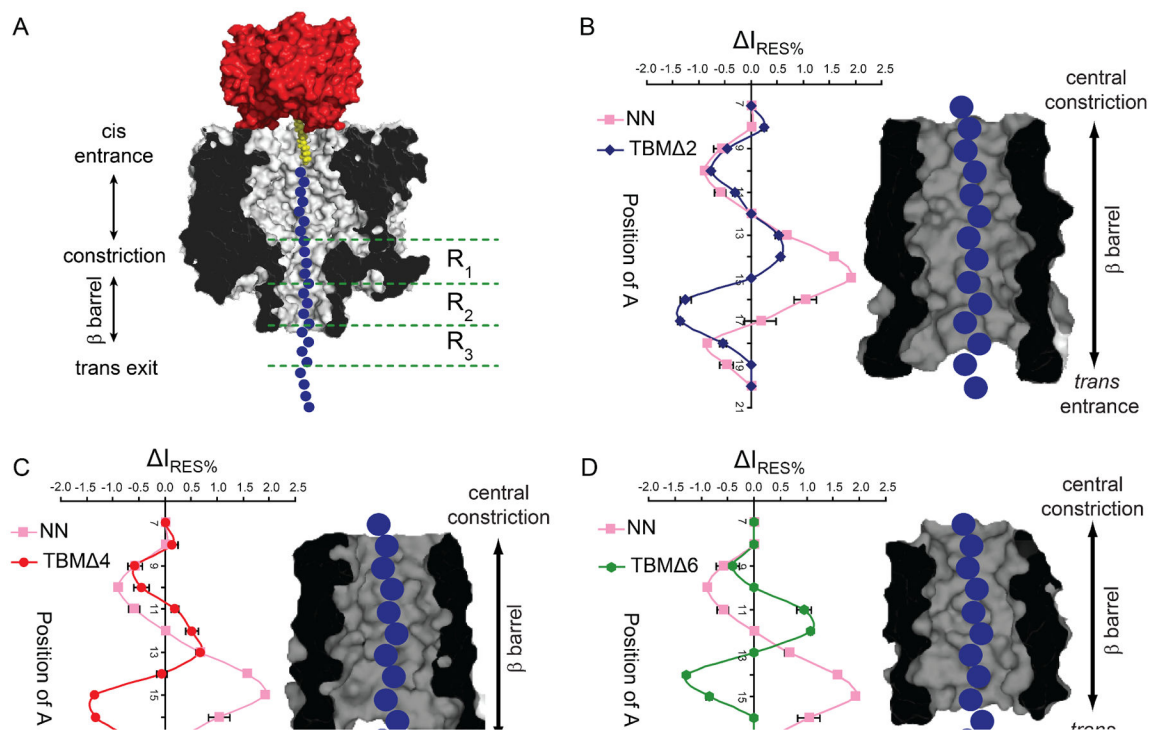 A
cis
entrance
constriction
β barrel
trans exit
R1
R2
R3
B
ΔIRES%
-2.0 -1.5 -1.0 -0.5 0.0 0.5 1.0 1.5 2.0 2.5
NN
TBMΔ2
Position of A
7
9
11
13
15
17
19
21
central
constriction
β barrel
trans
entrance
C
ΔIRES%
-2.0 -1.5 -1.0 -0.5 0.0 0.5 1.0 1.5 2.0 2.5
NN
TBMΔ4
Position of A
7
9
11
13
15
central
constriction
β barrel
D
ΔIRES%
-2.0 -1.5 -1.0 -0.5 0.0 0.5 1.0 1.5 2.0 2.5
NN
TBMΔ6
Position of A
7
9
11
13
15
central
constriction
β barrel